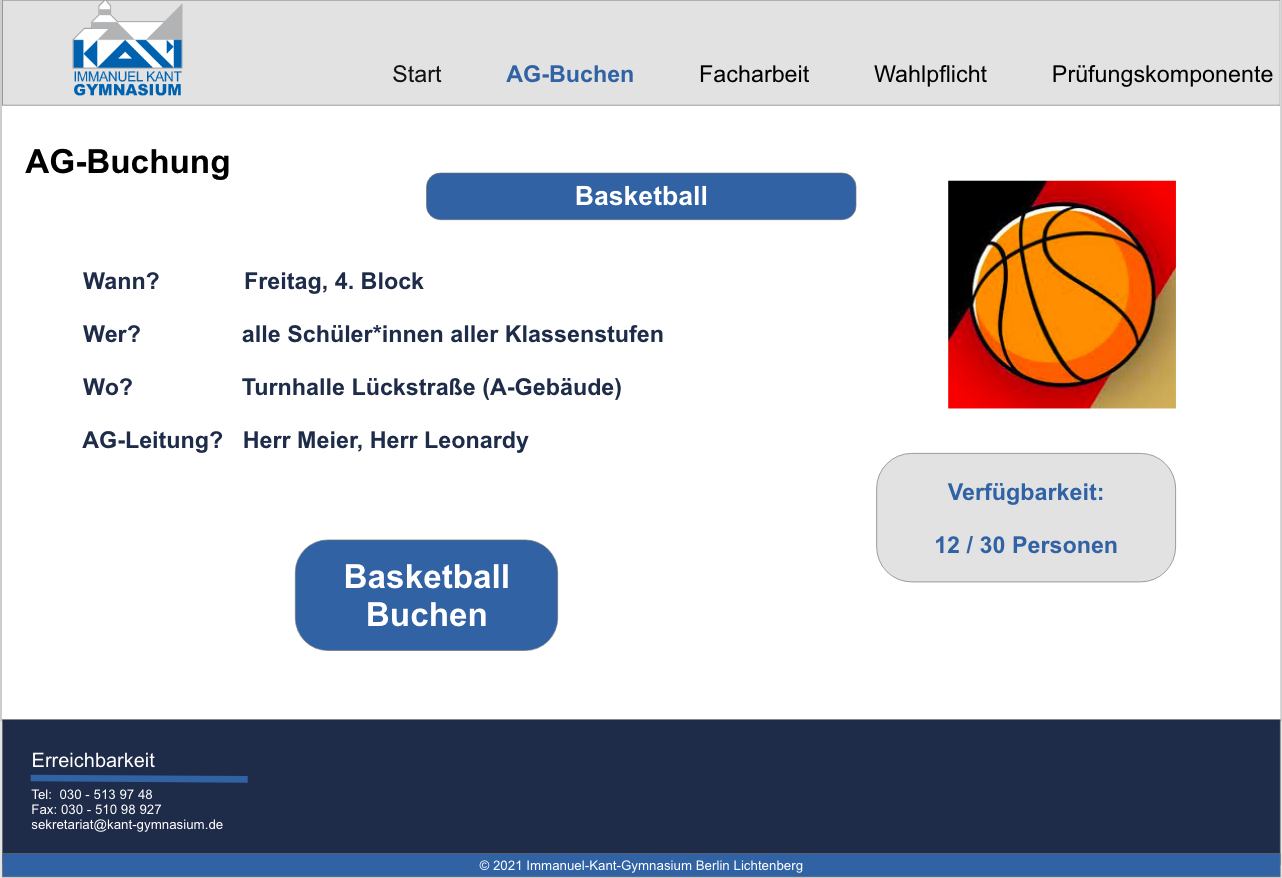 KANT
IMMANUEL KANT
GYMNASIUM
Start
AG-Buchen
Facharbeit
Wahlpflicht
Prüfungskomponente
AG-Buchung
Basketball
Wann? Freitag, 4. Block
Wer? alle Schüler*innen aller Klassenstufen
Wo? Turnhalle Lückstraße (A-Gebäude)
AG-Leitung? Herr Meier, Herr Leonardy
Verfügbarkeit:
12 / 30 Personen
Basketball
Buchen
Erreichbarkeit
Tel: 030 - 513 97 48
Fax: 030 - 510 98 927
sekretariat@kant-gymnasium.de
© 2021 Immanuel-Kant-Gymnasium Berlin Lichtenberg